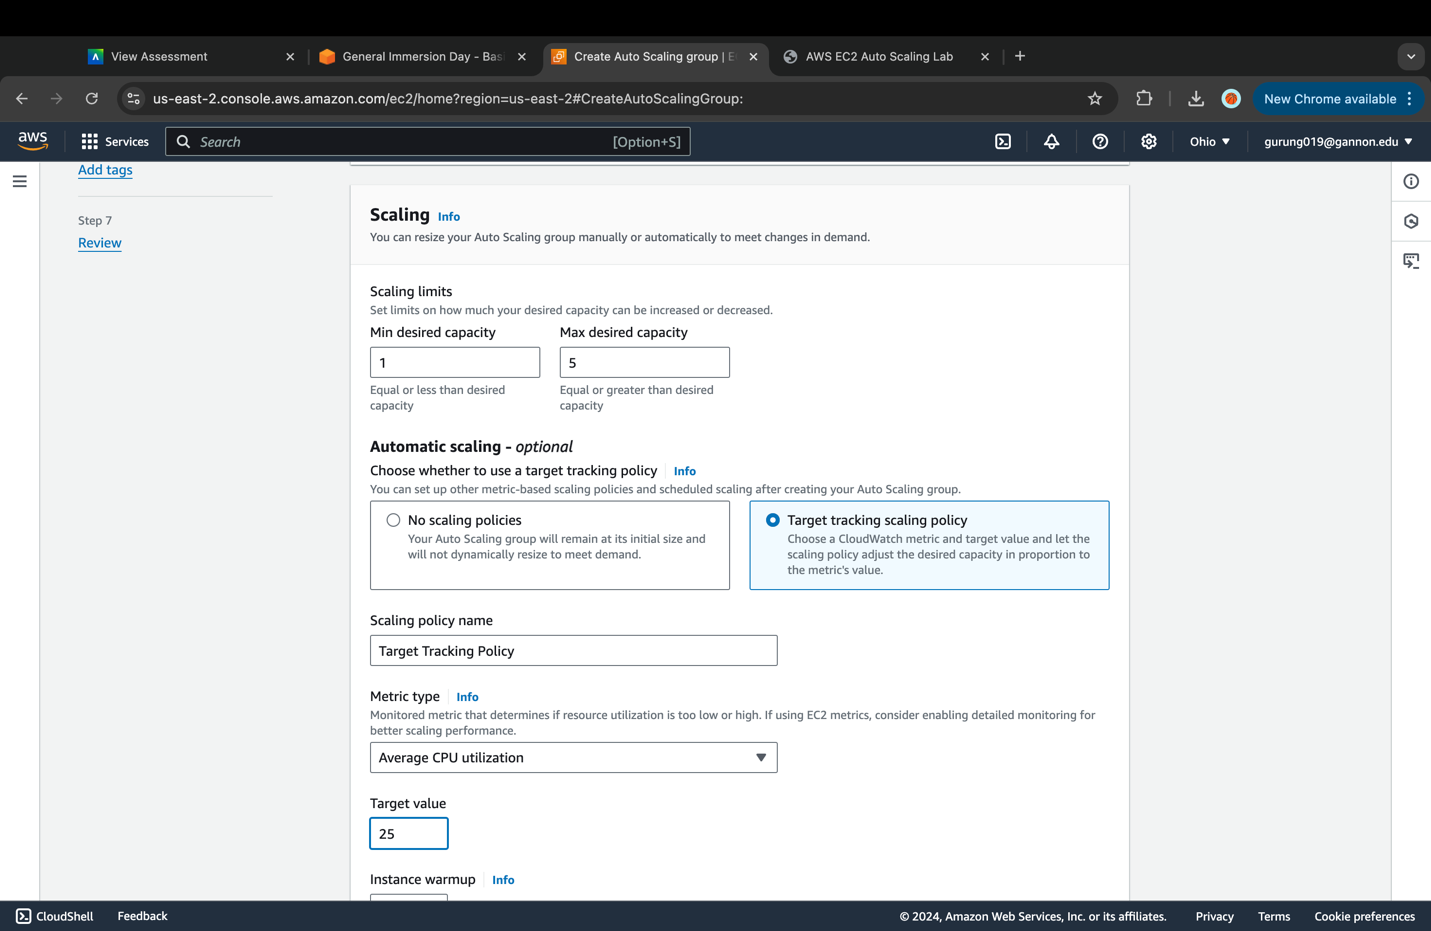 View Assessment
General Immersion Day - Bas
Create Auto Scaling group | E
AWS EC2 Auto Scaling Lab
us-east-2.console.aws.amazon.com/ec2/home?region=us-east-2#CreateAutoScalingGroup:
New Chrome available
aws
Services
Search
[Option+S]
Ohio
gurung019@gannon.edu
Add tags
Step 7
Review
Scaling Info
You can resize your Auto Scaling group manually or automatically to meet changes in demand.
Scaling limits
Set limits on how much your desired capacity can be increased or decreased.
Min desired capacity
Max desired capacity
1
5
Equal or less than desired
capacity
Equal or greater than desired
capacity
Automatic scaling - optional
Choose whether to use a target tracking policy Info
You can set up other metric-based scaling policies and scheduled scaling after creating your Auto Scaling group.
No scaling policies
Your Auto Scaling group will remain at its initial size and
will not dynamically resize to meet demand.
Target tracking scaling policy
Choose a CloudWatch metric and target value and let the
scaling policy adjust the desired capacity in proportion to
the metric's value.
Scaling policy name
Target Tracking Policy
Metric type Info
Monitored metric that determines if resource utilization is too low or high. If using EC2 metrics, consider enabling detailed monitoring for
better scaling performance.
Average CPU utilization
Target value
25
Instance warmup Info
CloudShell
Feedback
© 2024, Amazon Web Services, Inc. or its affiliates.
Privacy
Terms
Cookie preferences